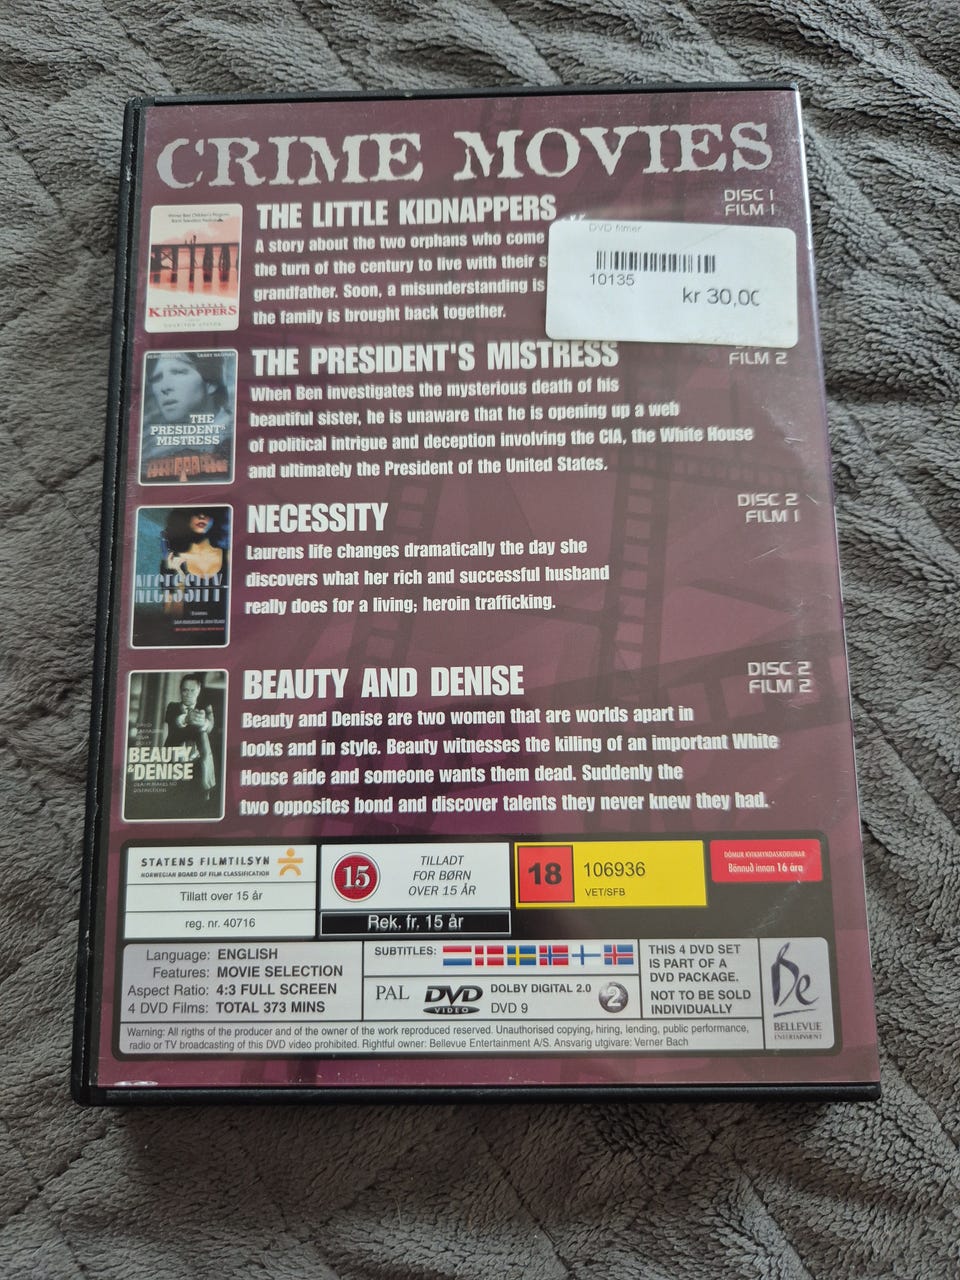 CRIME MOVIES
DISC 1
FILM 1
THE LITTLE KIDNAPPERS
A story about the two orphans who come
the turn of the century to live with their s
grandfather. Soon, a misunderstanding is
the family is brought back together.
DVD filmer
10135
kr 30,00
THE LITTLE
KIDNAPPERS
FILM 2
THE PRESIDENT'S MISTRESS
When Ben investigates the mysterious death of his
beautiful sister, he is unaware that he is opening up a web
of political intrigue and deception involving the CIA, the White House
and ultimately the President of the United States.
THE
PRESIDENT'S
MISTRESS
DISC 2
FILM 1
NECESSITY
Laurens life changes dramatically the day she
discovers what her rich and successful husband
really does for a living; heroin trafficking.
NECESSITY
DISC 2
FILM 2
BEAUTY AND DENISE
Beauty and Denise are two women that are worlds apart in
looks and in style. Beauty witnesses the killing of an important White
House aide and someone wants them dead. Suddenly the
two opposites bond and discover talents they never knew they had.
BEAUTY
&DENISE
STATENS FILMTILSYN
NORWEGIAN BOARD OF FILM CLASSIFICATION
Tillatt over 15 år
reg. nr. 40716
15
TILLADT
FOR BØRN
OVER 15 ÅR
Rek. fr. 15 år
18
106936
VET/SFB
DÓMUR KVIKMYNDASKOÐUNAR
Bönnuð innan 16 ára
Language: ENGLISH
Features: MOVIE SELECTION
Aspect Ratio: 4:3 FULL SCREEN
4 DVD Films: TOTAL 373 MINS
SUBTITLES:
PAL
DVD
VIDEO
DOLBY DIGITAL 2.0
DVD 9
2
THIS 4 DVD SET
IS PART OF A
DVD PACKAGE.
NOT TO BE SOLD
INDIVIDUALLY
Be
BELLEVUE
ENTERTAINMENT
Warning: All rigths of the producer and of the owner of the work reproduced reserved. Unauthorised copying, hiring, lending, public performance,
radio or TV broadcasting of this DVD video prohibited. Rightful owner: Bellevue Entertainment A/S. Ansvarig utgivare: Verner Bach